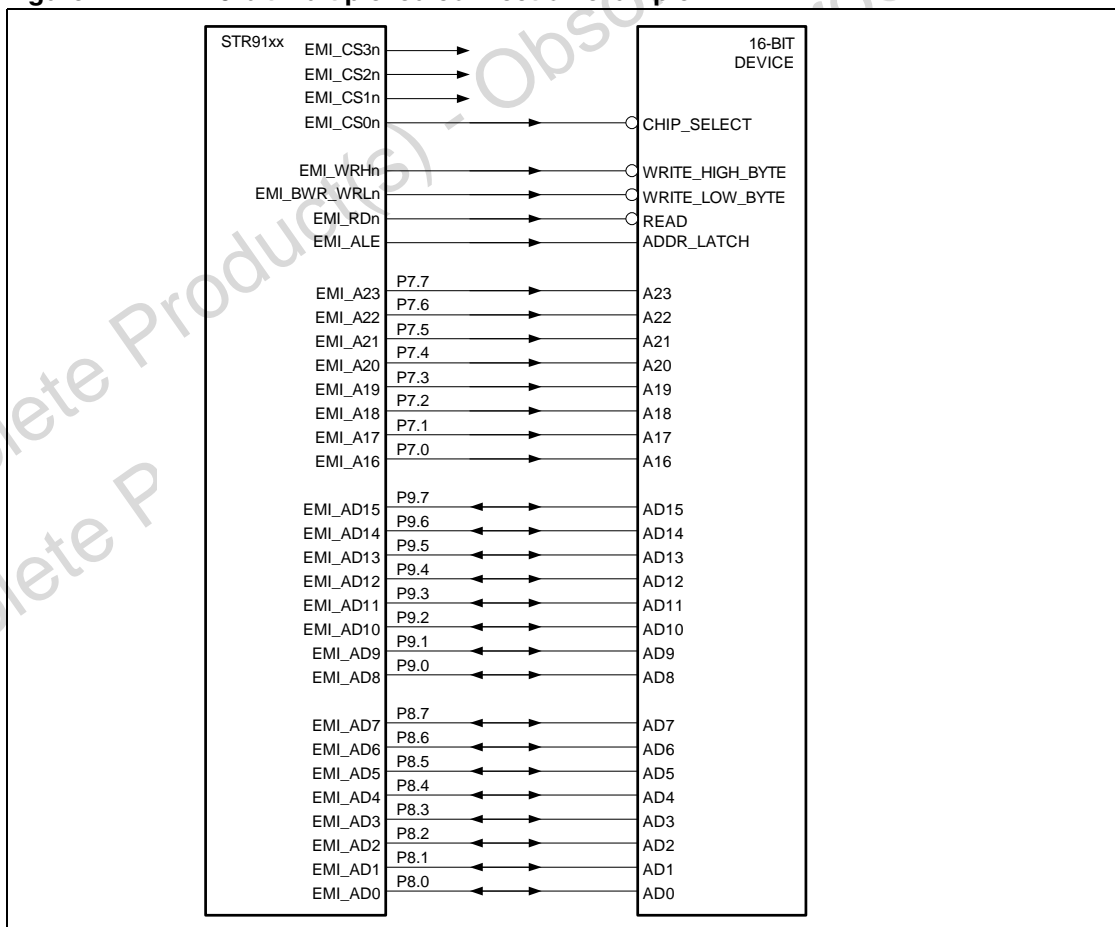 STR91xx
16-BIT
DEVICE
EMI_CS3n
EMI_CS2n
EMI_CS1n
EMI_CS0n CHIP_SELECT
EMI_WRHn WRITE_HIGH_BYTE
EMI_BWR_WRLn WRITE_LOW_BYTE
EMI_RDn READ
EMI_ALE ADDR_LATCH
EMI_A23 P7.7 A23
EMI_A22 P7.6 A22
EMI_A21 P7.5 A21
EMI_A20 P7.4 A20
EMI_A19 P7.3 A19
EMI_A18 P7.2 A18
EMI_A17 P7.1 A17
EMI_A16 P7.0 A16
EMI_AD15 P9.7 AD15
EMI_AD14 P9.6 AD14
EMI_AD13 P9.5 AD13
EMI_AD12 P9.4 AD12
EMI_AD11 P9.3 AD11
EMI_AD10 P9.2 AD10
EMI_AD9 P9.1 AD9
EMI_AD8 P9.0 AD8
EMI_AD7 P8.7 AD7
EMI_AD6 P8.6 AD6
EMI_AD5 P8.5 AD5
EMI_AD4 P8.4 AD4
EMI_AD3 P8.3 AD3
EMI_AD2 P8.2 AD2
EMI_AD1 P8.1 AD1
EMI_AD0 P8.0 AD0
lete Product(s) - Obso
lete P